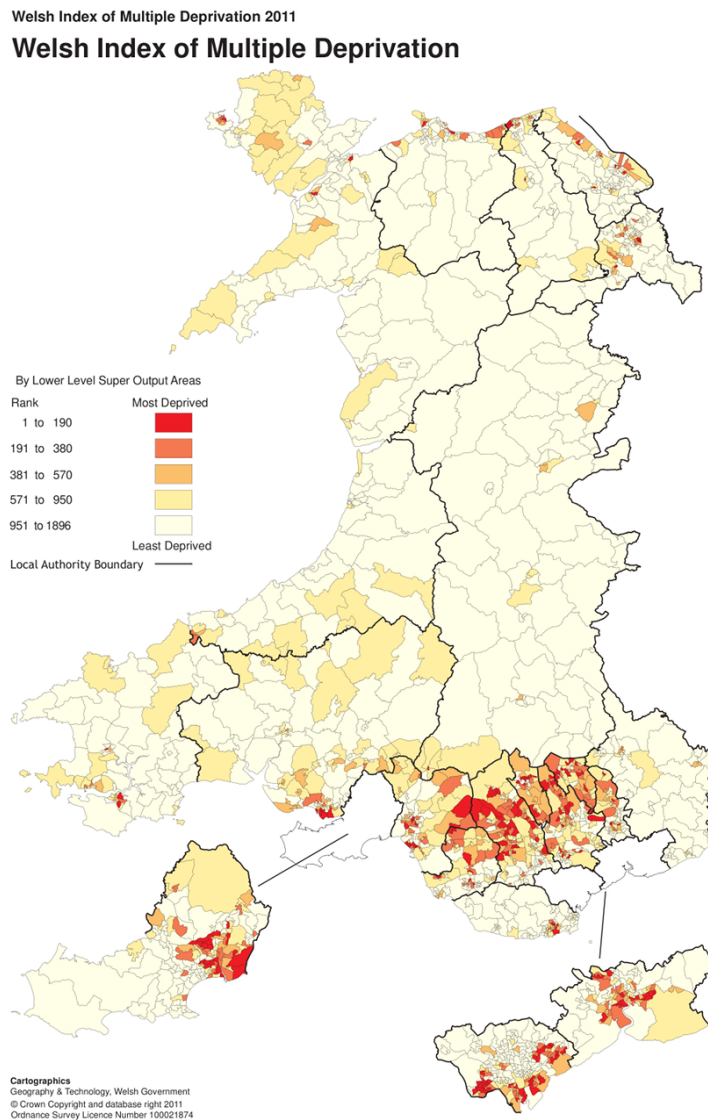 Welsh Index of Multiple Deprivation 2011
Welsh Index of Multiple Deprivation
By Lower Level Super Output Areas
Rank Most Deprived
1 to 190
191 to 380
381 to 570
571 to 950
951 to 1896
Least Deprived
Local Authority Boundary
Cartographics
Geography & Technology, Welsh Government
© Crown Copyright and database right 2011
Ordnance Survey Licence Number 100021874